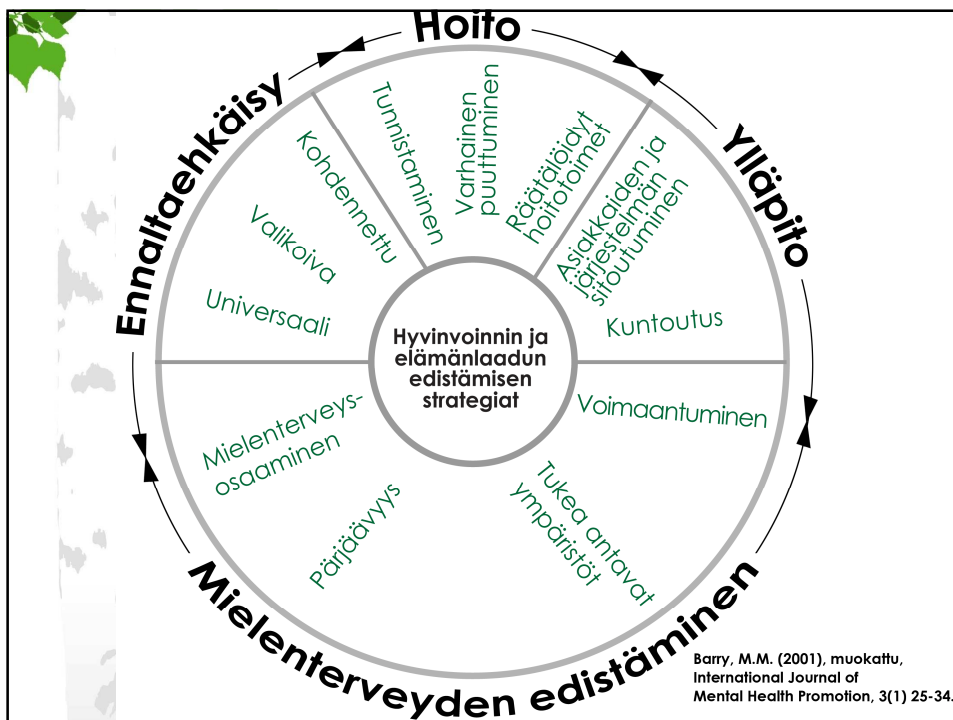 Hoito
Tunnistaminen
Varhainen
puuttuminen
Räätälöidyt
hoitotoimet
Ylläpito
Asiakkaiden ja
järjestelmän
sitoutuminen
Kuntoutus
Ennaltaehkäisy
Kohdennettu
Valikoiva
Universaali
Hyvinvoinnin ja
elämänlaadun
edistämisen
strategiat
Mielenterveys-
osaaminen
Pärjäävyys
Tukea antavat
ympäristöt
Voimaantuminen
Mielenterveyden edistäminen
Barry, M.M. (2001), muokattu,
International Journal of
Mental Health Promotion, 3(1) 25-34.